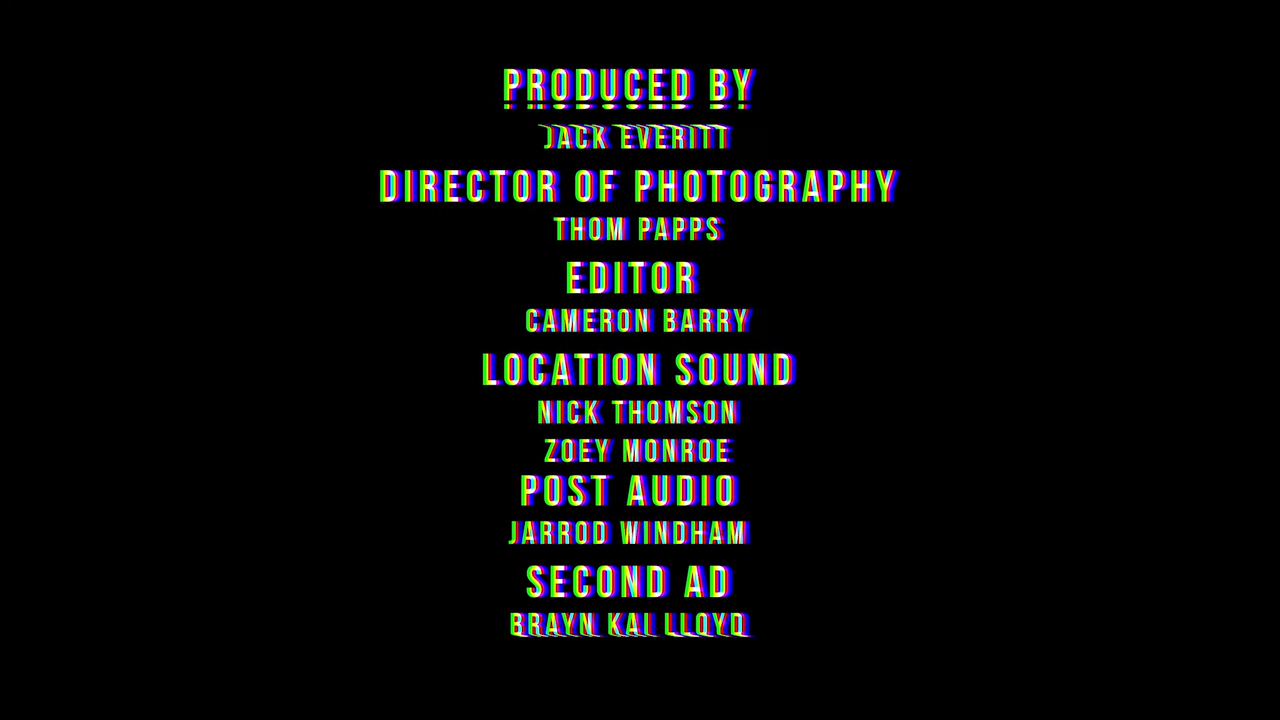 PRODUCED BY
JACK EVERITT
DIRECTOR OF PHOTOGRAPHY
THOM PAPPS
EDITOR
CAMERON BARRY
LOCATION SOUND
NICK THOMSON
ZOEY MONROE
POST AUDIO
JARROD WINDHAM
SECOND AD
BRAYN KAI LLOYD